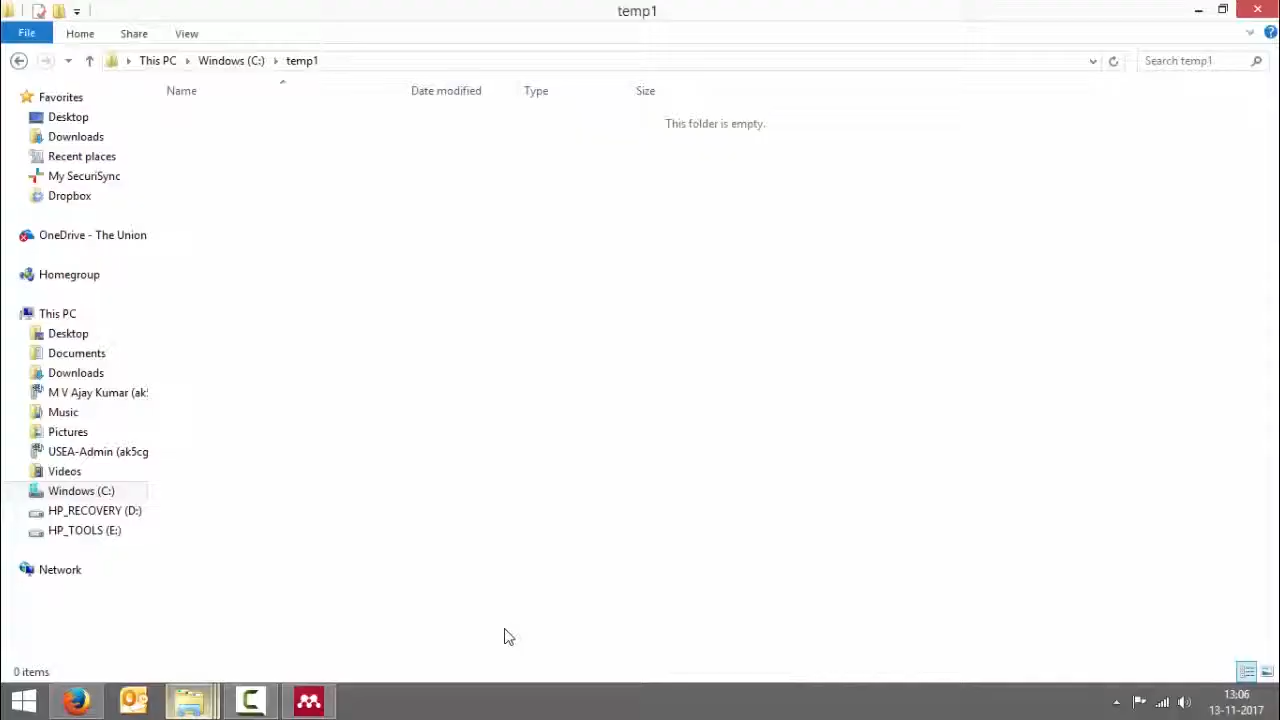 temp1
File
Home
Share
View
This PC
Windows (C:)
temp1
Search temp1
Name
Date modified
Type
Size
This folder is empty.
Favorites
Desktop
Downloads
Recent places
My SecuriSync
Dropbox
OneDrive - The Union
Homegroup
This PC
Desktop
Documents
Downloads
M V Ajay Kumar (ak5
Music
Pictures
USEA-Admin (ak5cg
Videos
Windows (C:)
HP_RECOVERY (D:)
HP_TOOLS (E:)
Network
0 items
13:06
13-11-2017